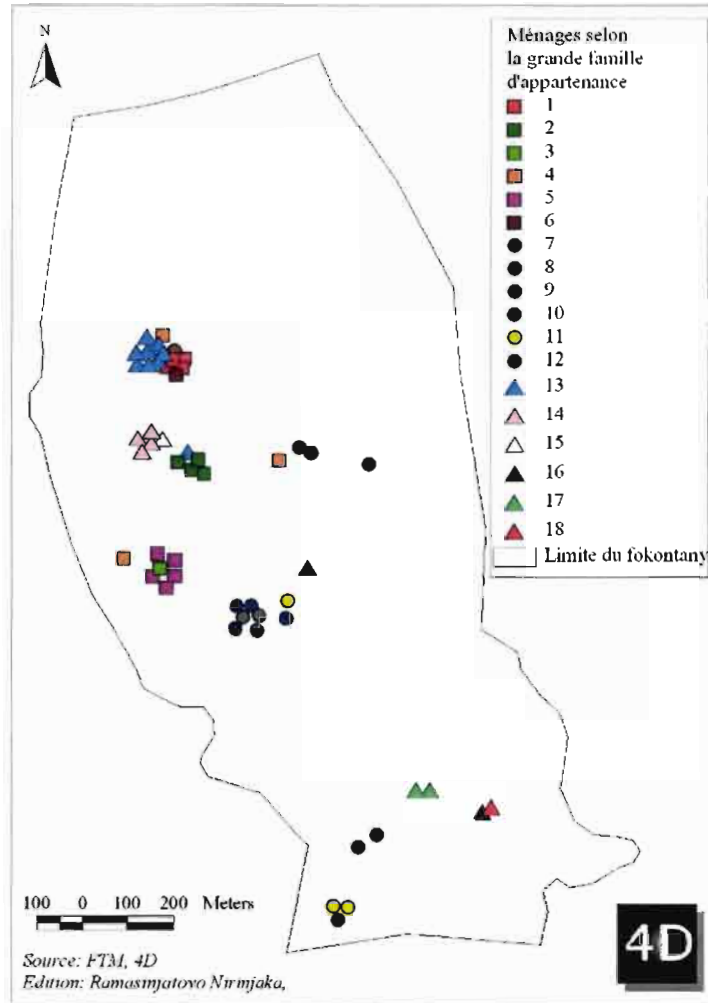 N
Ménages selon
la grande famille
d'appartenance
1
2
3
4
5
6
7
8
9
10
11
12
13
14
15
16
17
18
Limite du fokontany
100 0 100 200 Meters
4D
Source: FTM, 4D
Edition: Ramasinjatovo Nirinjaka,